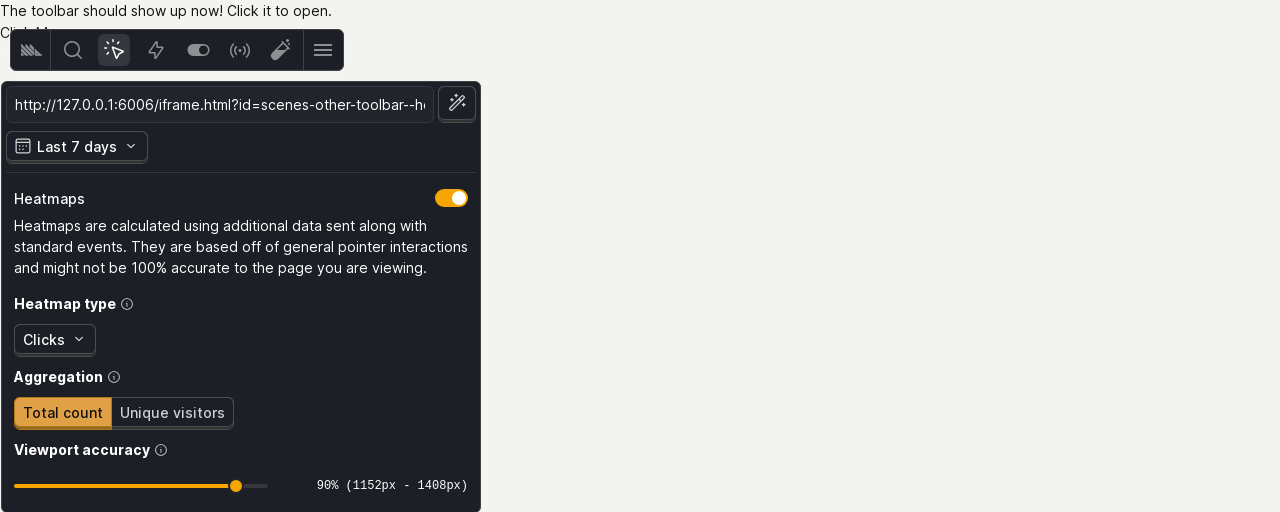 The toolbar should show up now! Click it to open.
http://127.0.0.1:6006/iframe.html?id=scenes-other-toolbar--he
Last 7 days
Heatmaps
Heatmaps are calculated using additional data sent along with
standard events. They are based off of general pointer interactions
and might not be 100% accurate to the page you are viewing.
Heatmap type
Clicks
Aggregation
Total count
Unique visitors
Viewport accuracy
90% (1152px - 1408px)